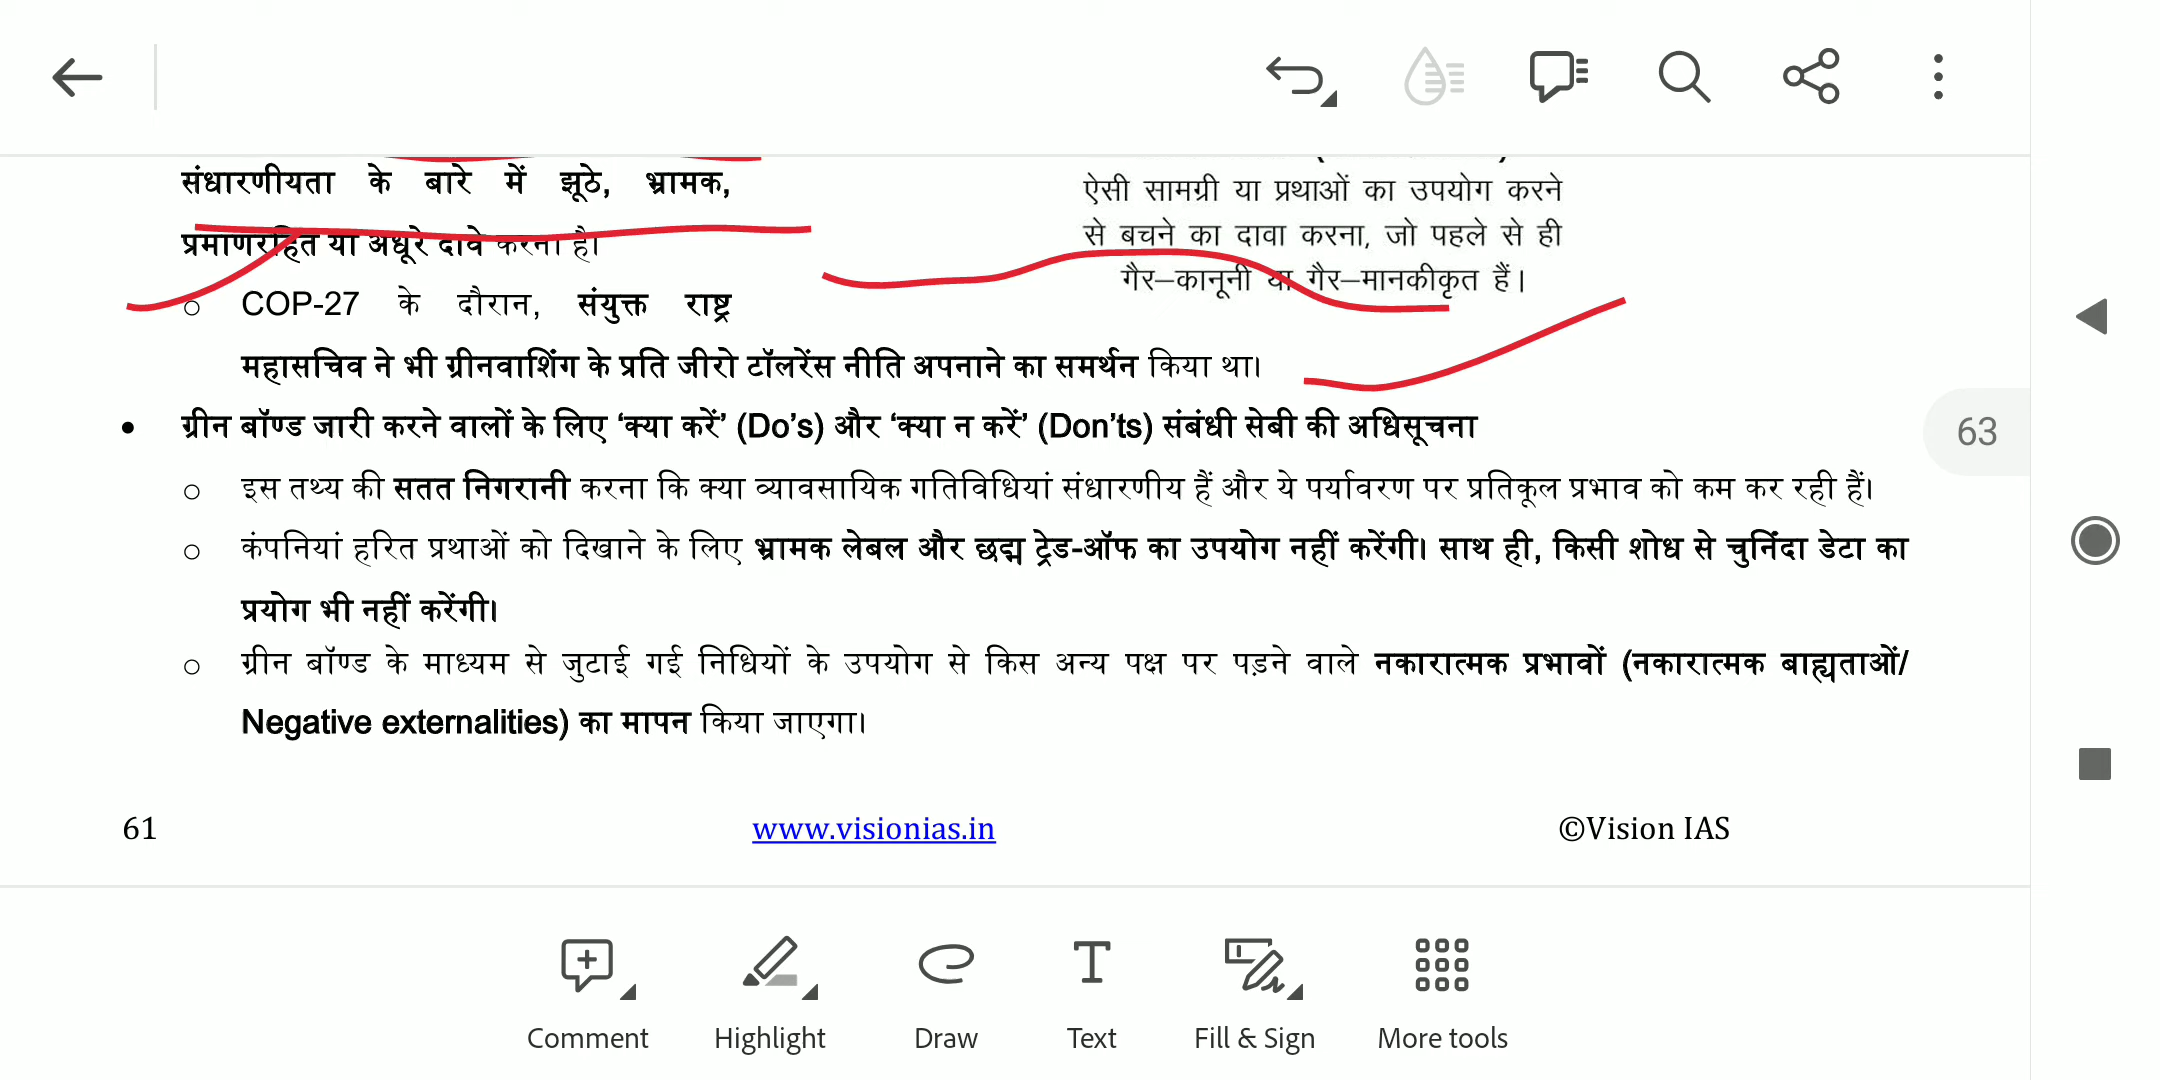 संधारणीयता के बारे में झूठे, भ्रामक,
प्रमाणरहित या अधूरे दावे करना है।
ऐसी सामग्री या प्रथाओं का उपयोग करने
से बचने का दावा करना, जो पहले से ही
गैर–कानूनी या गैर–मानकीकृत हैं।
○ COP-27 के दौरान, संयुक्त राष्ट्र
महासचिव ने भी ग्रीनवाशिंग के प्रति जीरो टॉलरेंस नीति अपनाने का समर्थन किया था।
● ग्रीन बॉण्ड जारी करने वालों के लिए ‘क्या करें’ (Do’s) और ‘क्या न करें’ (Don’ts) संबंधी सेबी की अधिसूचना
63
○ इस तथ्य की सतत निगरानी करना कि क्या व्यावसायिक गतिविधियां संधारणीय हैं और ये पर्यावरण पर प्रतिकूल प्रभाव को कम कर रही हैं।
○ कंपनियां हरित प्रथाओं को दिखाने के लिए भ्रामक लेबल और छद्म ट्रेड-ऑफ का उपयोग नहीं करेंगी। साथ ही, किसी शोध से चुनिंदा डेटा का
प्रयोग भी नहीं करेंगी।
○ ग्रीन बॉण्ड के माध्यम से जुटाई गई निधियों के उपयोग से किस अन्य पक्ष पर पड़ने वाले नकारात्मक प्रभावों (नकारात्मक बाह्यताओं/
Negative externalities) का मापन किया जाएगा।
61 www.visionias.in ©Vision IAS
Comment Highlight Draw Text Fill & Sign More tools